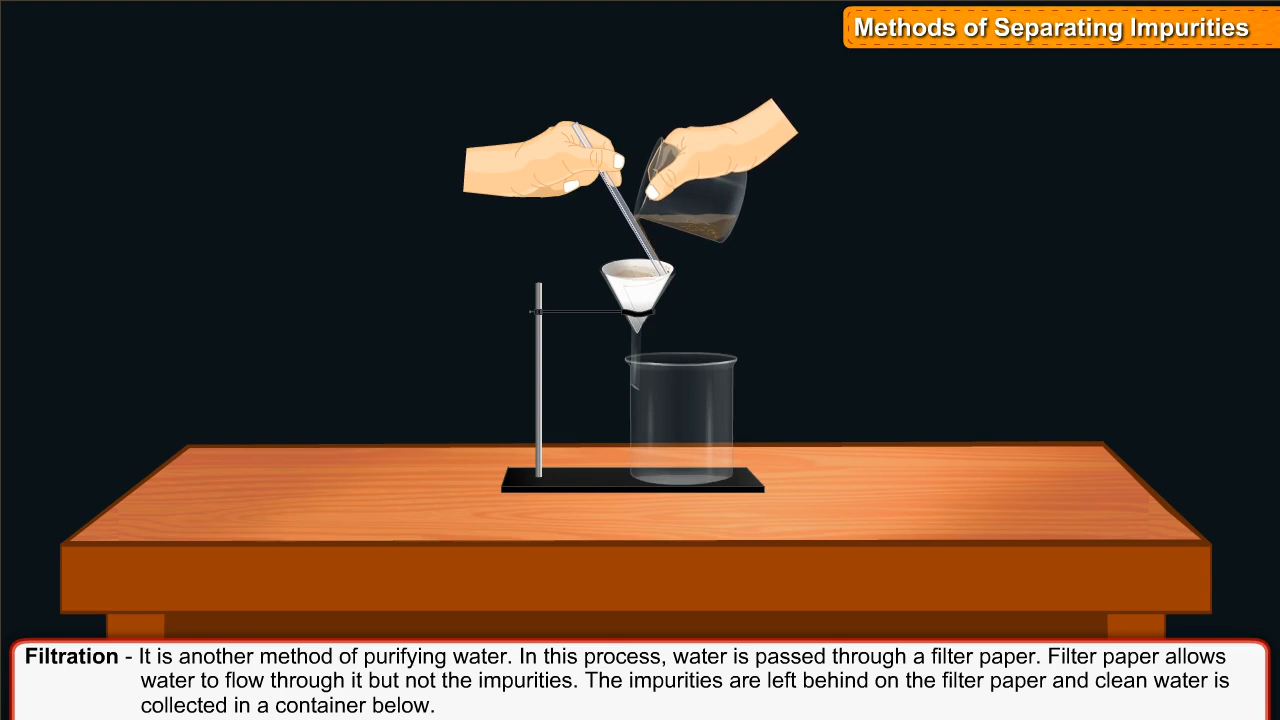 Methods of Separating Impurities
Filtration - It is another method of purifying water. In this process, water is passed through a filter paper. Filter paper allows
water to flow through it but not the impurities. The impurities are left behind on the filter paper and clean water is
collected in a container below.